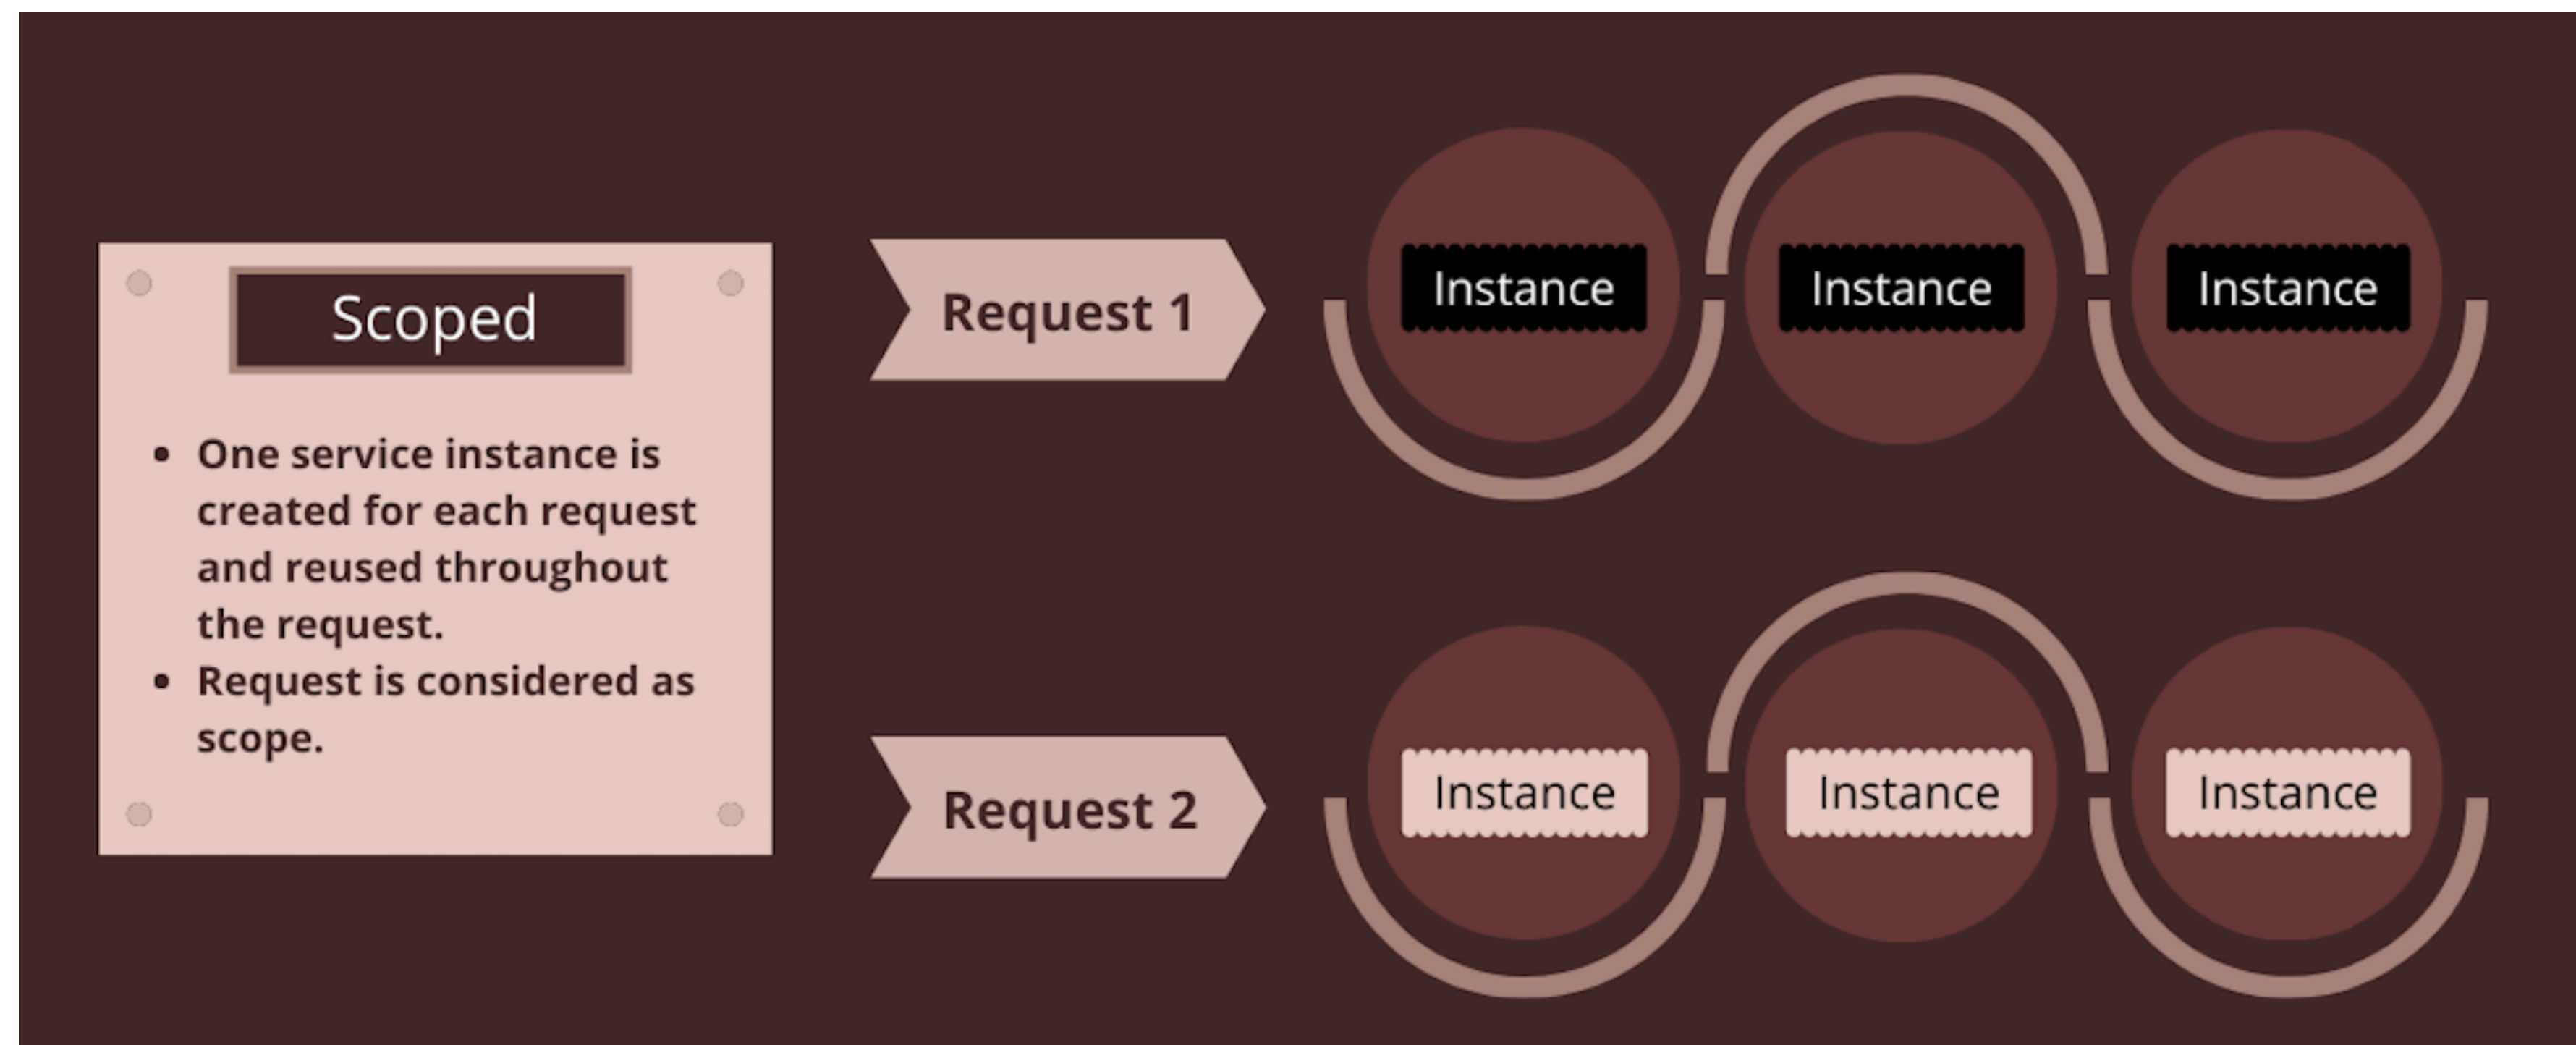 Scoped
• One service instance is
created for each request
and reused throughout
the request.
• Request is considered as
scope.
Request 1
Instance
Instance
Instance
Request 2
Instance
Instance
Instance